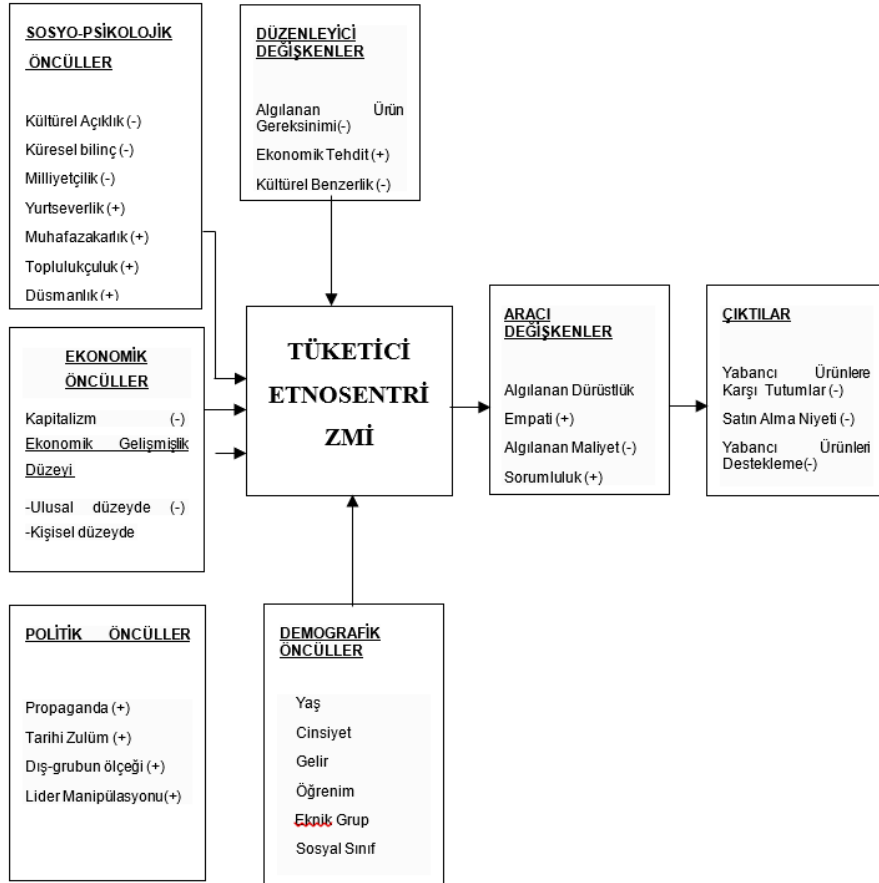 SOSYO-PSİKOLOJİK
ÖNCÜLLER
Kültürel Açıklık (-)
Küresel bilinç (-)
Milliyetçilik (-)
Yurtseverlik (+)
Muhafazakarlık (+)
Toplulukçuluk (+)
Düsmanlık (+)
DÜZENLEYİCİ
DEĞİŞKENLER
Algılanan Ürün
Gereksinimi(-)
Ekonomik Tehdit (+)
Kültürel Benzerlik (-)
EKONOMİK
ÖNCÜLLER
Kapitalizm (-)
Ekonomik Gelişmişlik
Düzeyi
-Ulusal düzeyde (-)
-Kişisel düzeyde
TÜKETİCİ
ETNOSENTRİ
ZMİ
ARACI
DEĞİŞKENLER
Algılanan Dürüstlük
Empati (+)
Algılanan Maliyet (-)
Sorumluluk (+)
ÇIKTILAR
Yabancı Ürünlere
Karşı Tutumlar (-)
Satın Alma Niyeti (-)
Yabancı Ürünleri
Destekleme(-)
POLİTİK ÖNCÜLLER
Propaganda (+)
Tarihi Zulüm (+)
Dış-grubun ölçeği (+)
Lider Manipülasyonu(+)
DEMOGRAFİK
ÖNCÜLLER
Yaş
Cinsiyet
Gelir
Öğrenim
Eknik Grup
Sosyal Sınıf